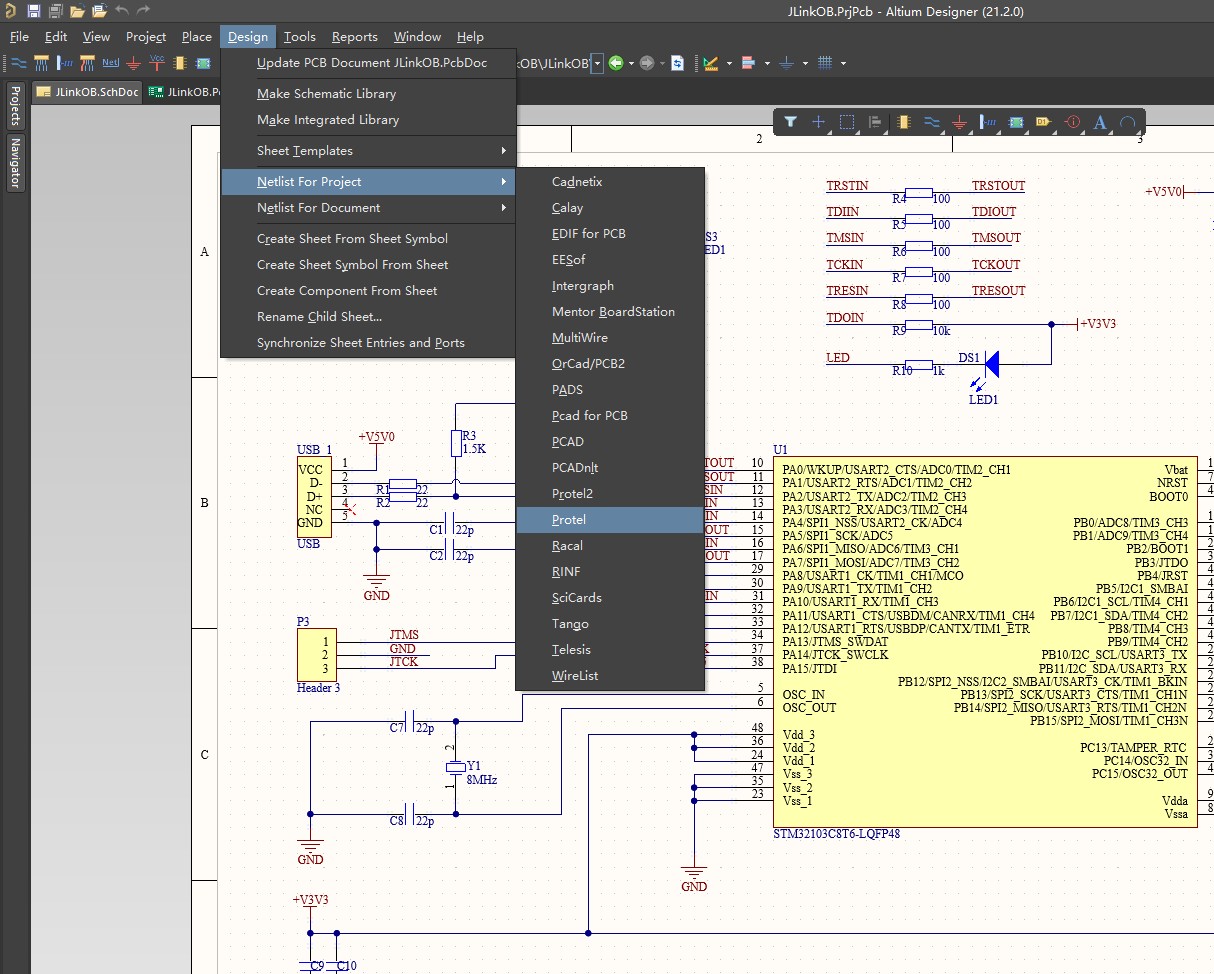 JLinkOB.PrjPcb - Altium Designer (21.2.0)
File Edit View Project Place Design Tools Reports Window Help
Net Vcc
OB\JLinkOB\
Projects
Navigator
JLinkOB.SchDoc
Update PCB Document JLinkOB.PcbDoc
Make Schematic Library
Make Integrated Library
Sheet Templates
Netlist For Project
Netlist For Document
Create Sheet From Sheet Symbol
Create Sheet Symbol From Sheet
Create Component From Sheet
Rename Child Sheet...
Synchronize Sheet Entries and Ports
Cadnetix
Calay
EDIF for PCB
EESof
Intergraph
Mentor BoardStation
MultiWire
OrCad/PCB2
PADS
Pcad for PCB
PCAD
PCADnlt
Protel2
Protel
Racal
RINF
SciCards
Tango
Telesis
WireList
2
3
A
B
C
S3
ED1
TRSTIN R4 100 TRSTOUT
TDIIN R5 100 TDIOUT
TMSIN R6 100 TMSOUT
TCKIN R7 100 TCKOUT
TRESIN R8 100 TRESOUT
TDOIN R9 10k +V3V3
LED R10 1k DS1
LED1
+V5V0
+V5V0
R3
1.5K
USB_1
VCC 1
D- 2
D+ 3
NC 4
GND 5
USB
R1 22
R2 22
C1 22p
C2 22p
GND
P3
1 JTMS
2 GND
3 JTCK
Header 3
C7 22p
2
Y1
8MHz
1
C8 22p
GND
+V3V3
C9 C10
U1
TOUT 10 PA0/WKUP/USART2_CTS/ADC0/TIM2_CH1
SOUT 11 PA1/USART2_RTS/ADC1/TIM2_CH2
SIN 12 PA2/USART2_TX/ADC2/TIM2_CH3
IN 13 PA3/USART2_RX/ADC3/TIM2_CH4
IN 14 PA4/SPI1_NSS/USART2_CK/ADC4
OUT 15 PA5/SPI1_SCK/ADC5
IN 16 PA6/SPI1_MISO/ADC6/TIM3_CH1
OUT 17 PA7/SPI1_MOSI/ADC7/TIM3_CH2
29 PA8/USART1_CK/TIM1_CH1/MCO
30 PA9/USART1_TX/TIM1_CH2
IN 31 PA10/USART1_RX/TIM1_CH3
32 PA11/USART1_CTS/USBDM/CANRX/TIM1_CH4
33 PA12/USART1_RTS/USBDP/CANTX/TIM1_ETR
34 PA13/JTMS_SWDAT
37 PA14/JTCK_SWCLK
38 PA15/JTDI
5 OSC_IN
6 OSC_OUT
48 Vdd_3
36 Vdd_2
24 Vdd_1
47 Vss_3
35 Vss_2
23 Vss_1
Vbat
NRST
BOOT0
PB0/ADC8/TIM3_CH3
PB1/ADC9/TIM3_CH4
PB2/BOOT1
PB3/JTDO
PB4/JRST
PB5/I2C1_SMBAI
PB6/I2C1_SCL/TIM4_CH1
PB7/I2C1_SDA/TIM4_CH2
PB8/TIM4_CH3
PB9/TIM4_CH2
PB10/I2C_SCL/USART3_TX
PB11/I2C_SDA/USART3_RX
PB12/SPI2_NSS/I2C2_SMBAI/USART3_CK/TIM1_BKIN
PB13/SPI2_SCK/USART3_CTS/TIM1_CH1N
PB14/SPI2_MISO/USART3_RTS/TIM1_CH2N
PB15/SPI2_MOSI/TIM1_CH3N
PC13/TAMPER_RTC
PC14/OSC32_IN
PC15/OSC32_OUT
Vdda
Vssa
STM32103C8T6-LQFP48
GND